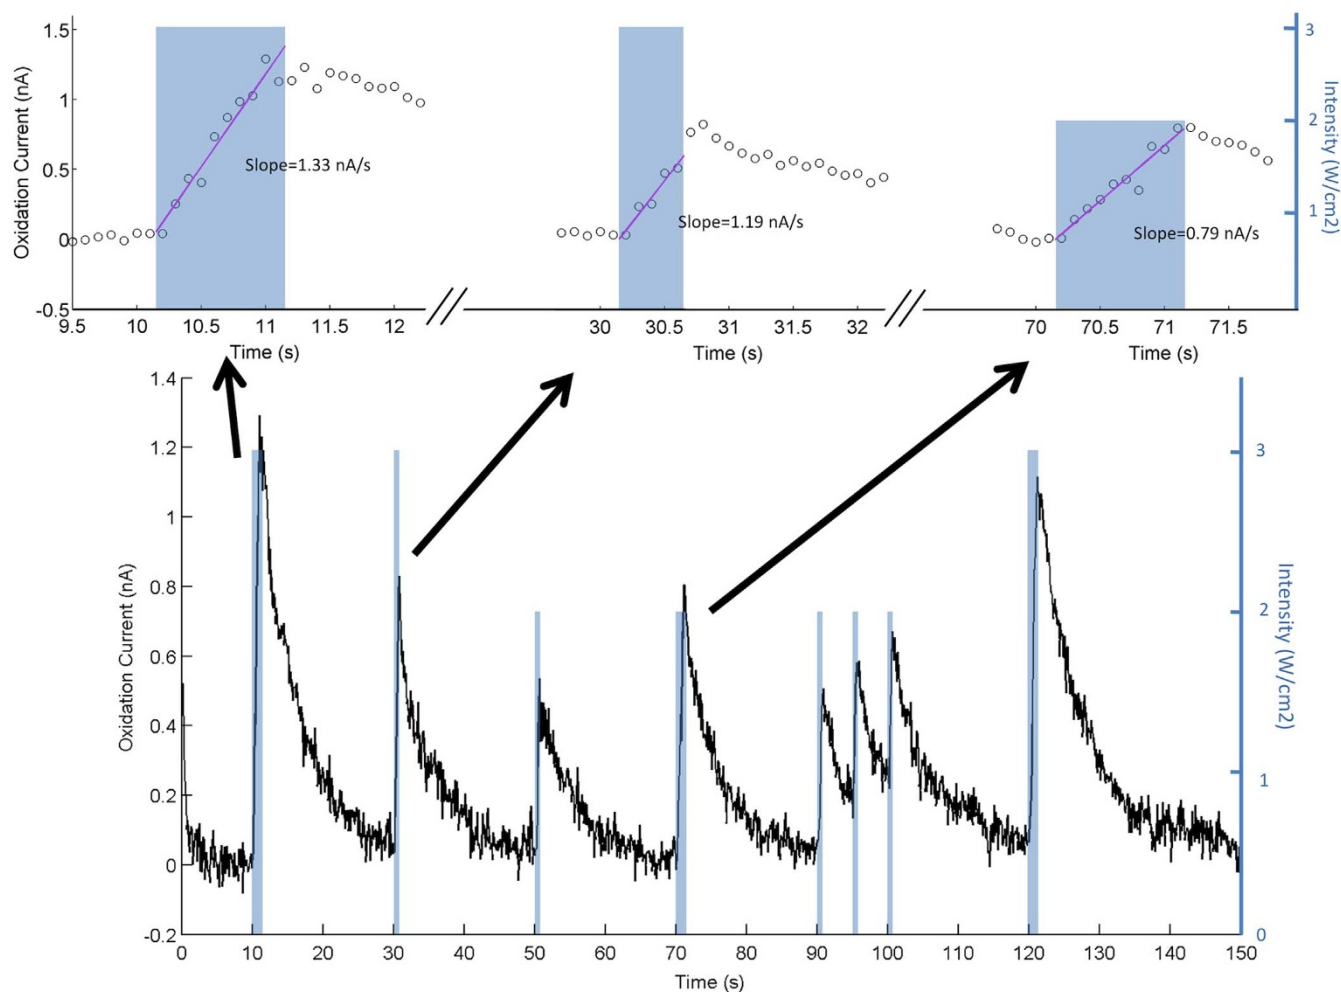 1.5
1
0.5
0
-0.5
Oxidation Current (nA)
Slope=1.33 nA/s
Slope=1.19 nA/s
Slope=0.79 nA/s
3
2
1
Intensity (W/cm2)
9.5 10 10.5 11 11.5 12
30 30.5 31 31.5 32
70 70.5 71 71.5
Time (s)
Time (s)
Time (s)
1.4
1.2
1
0.8
0.6
0.4
0.2
0
-0.2
Oxidation Current (nA)
3
2
1
0
Intensity (W/cm2)
0 10 20 30 40 50 60 70 80 90 100 110 120 130 140 150
Time (s)